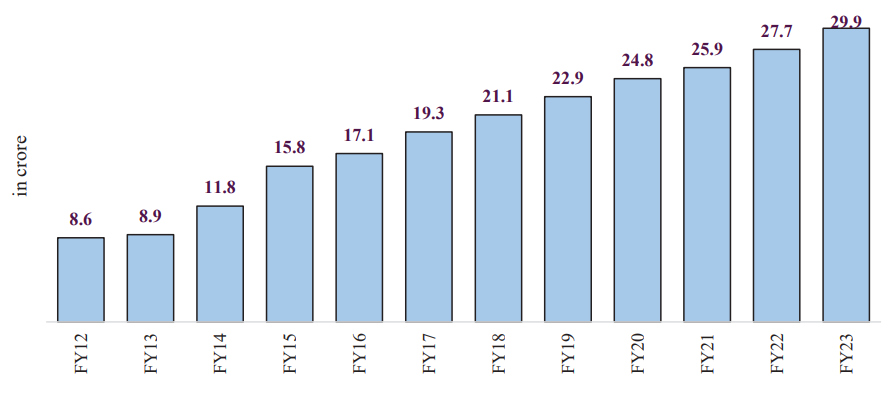 in crore
8.6
8.9
11.8
15.8
17.1
19.3
21.1
22.9
24.8
25.9
27.7
29.9
FY12
FY13
FY14
FY15
FY16
FY17
FY18
FY19
FY20
FY21
FY22
FY23